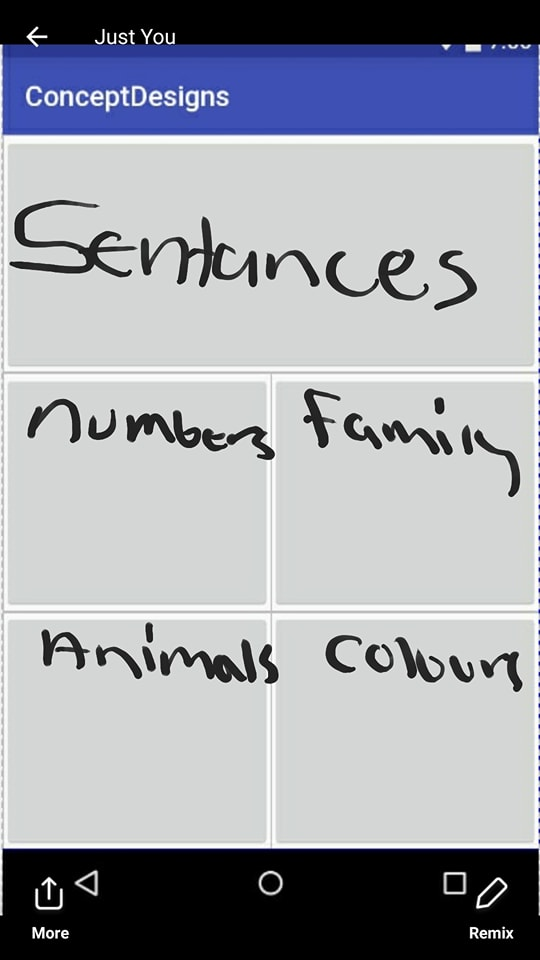 Just You
ConceptDesigns
Sentances
numbers
Family
Animals
Colours
More
Remix